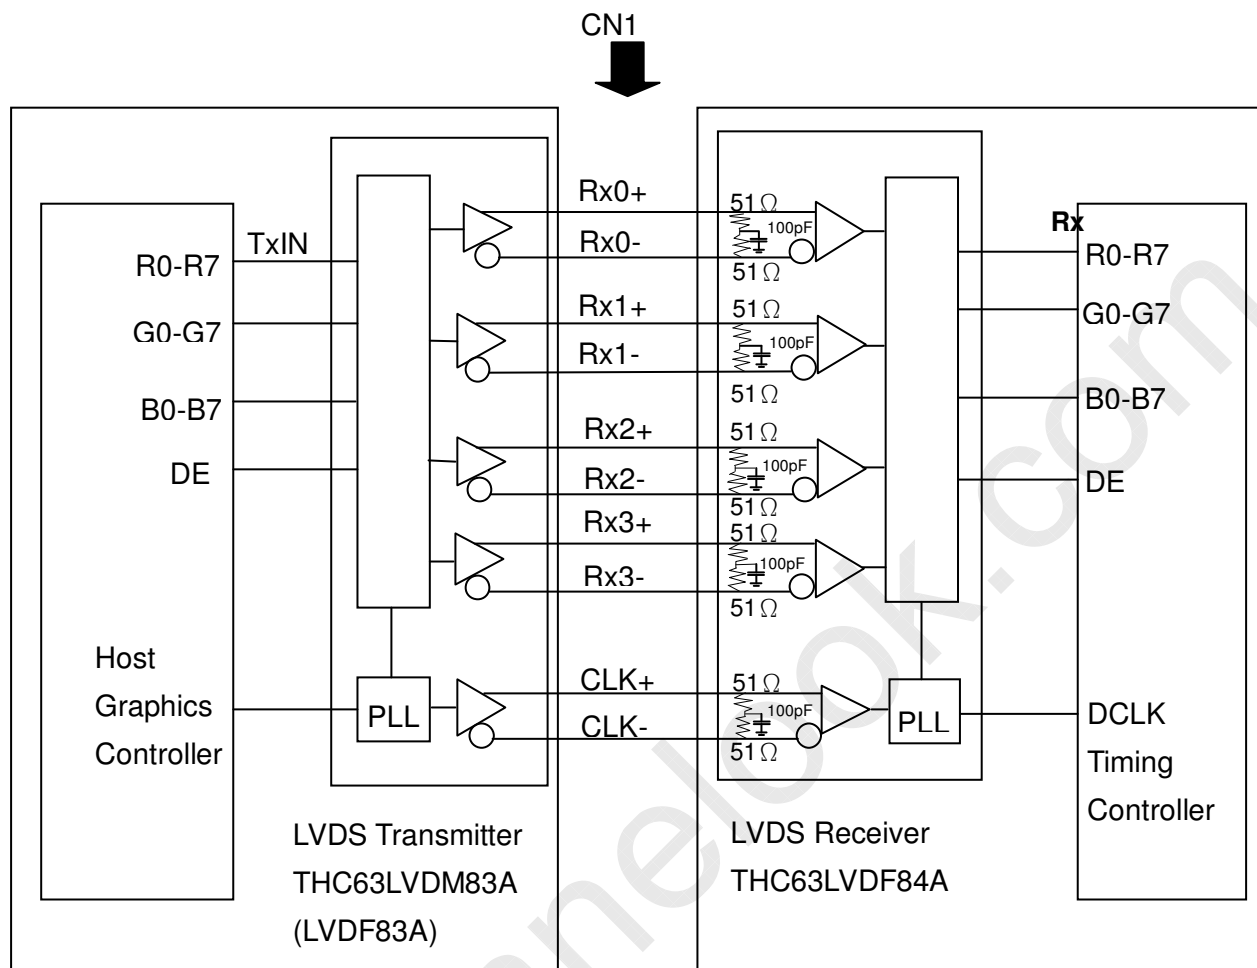 CN1
R0-R7
TxIN
G0-G7
B0-B7
DE
Host
Graphics
Controller
PLL
LVDS Transmitter
THC63LVDM83A
(LVDF83A)
Rx0+
Rx0-
Rx1+
Rx1-
Rx2+
Rx2-
Rx3+
Rx3-
CLK+
CLK-
51Ω
100pF
51Ω
51Ω
100pF
51Ω
51Ω
100pF
51Ω
51Ω
100pF
51Ω
51Ω
100pF
51Ω
PLL
LVDS Receiver
THC63LVDF84A
Rx
R0-R7
G0-G7
B0-B7
DE
DCLK
Timing
Controller
nelook.com